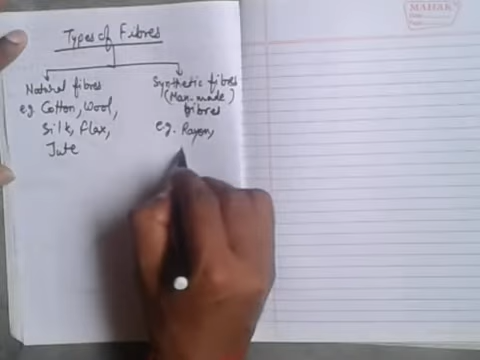 Types of Fibres
Natural fibres
eg. Cotton, Wool,
Silk, Flax,
Jute
Synthetic fibres
(Man-made)
fibres
eg. Rayon,
MAHAK